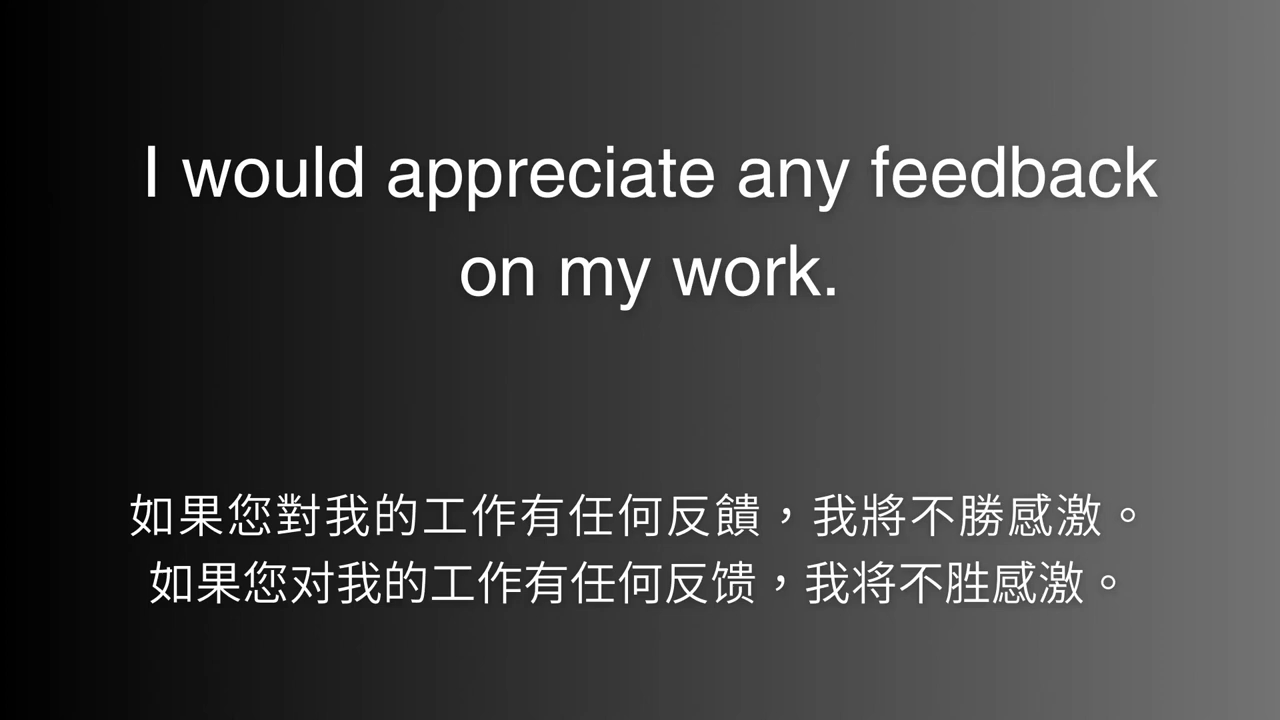 I would appreciate any feedback
on my work.
如果您對我的工作有任何反饋，我將不勝感激。
如果您对我的工作有任何反馈，我将不胜感激。